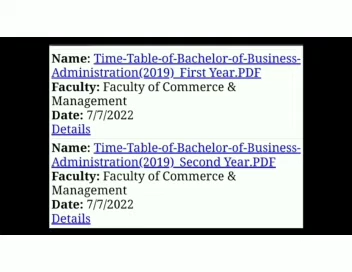 Name: Time-Table-of-Bachelor-of-Business-
Administration(2019)_First Year.PDF
Faculty: Faculty of Commerce &
Management
Date: 7/7/2022
Details
Name: Time-Table-of-Bachelor-of-Business-
Administration(2019)_Second Year.PDF
Faculty: Faculty of Commerce &
Management
Date: 7/7/2022
Details